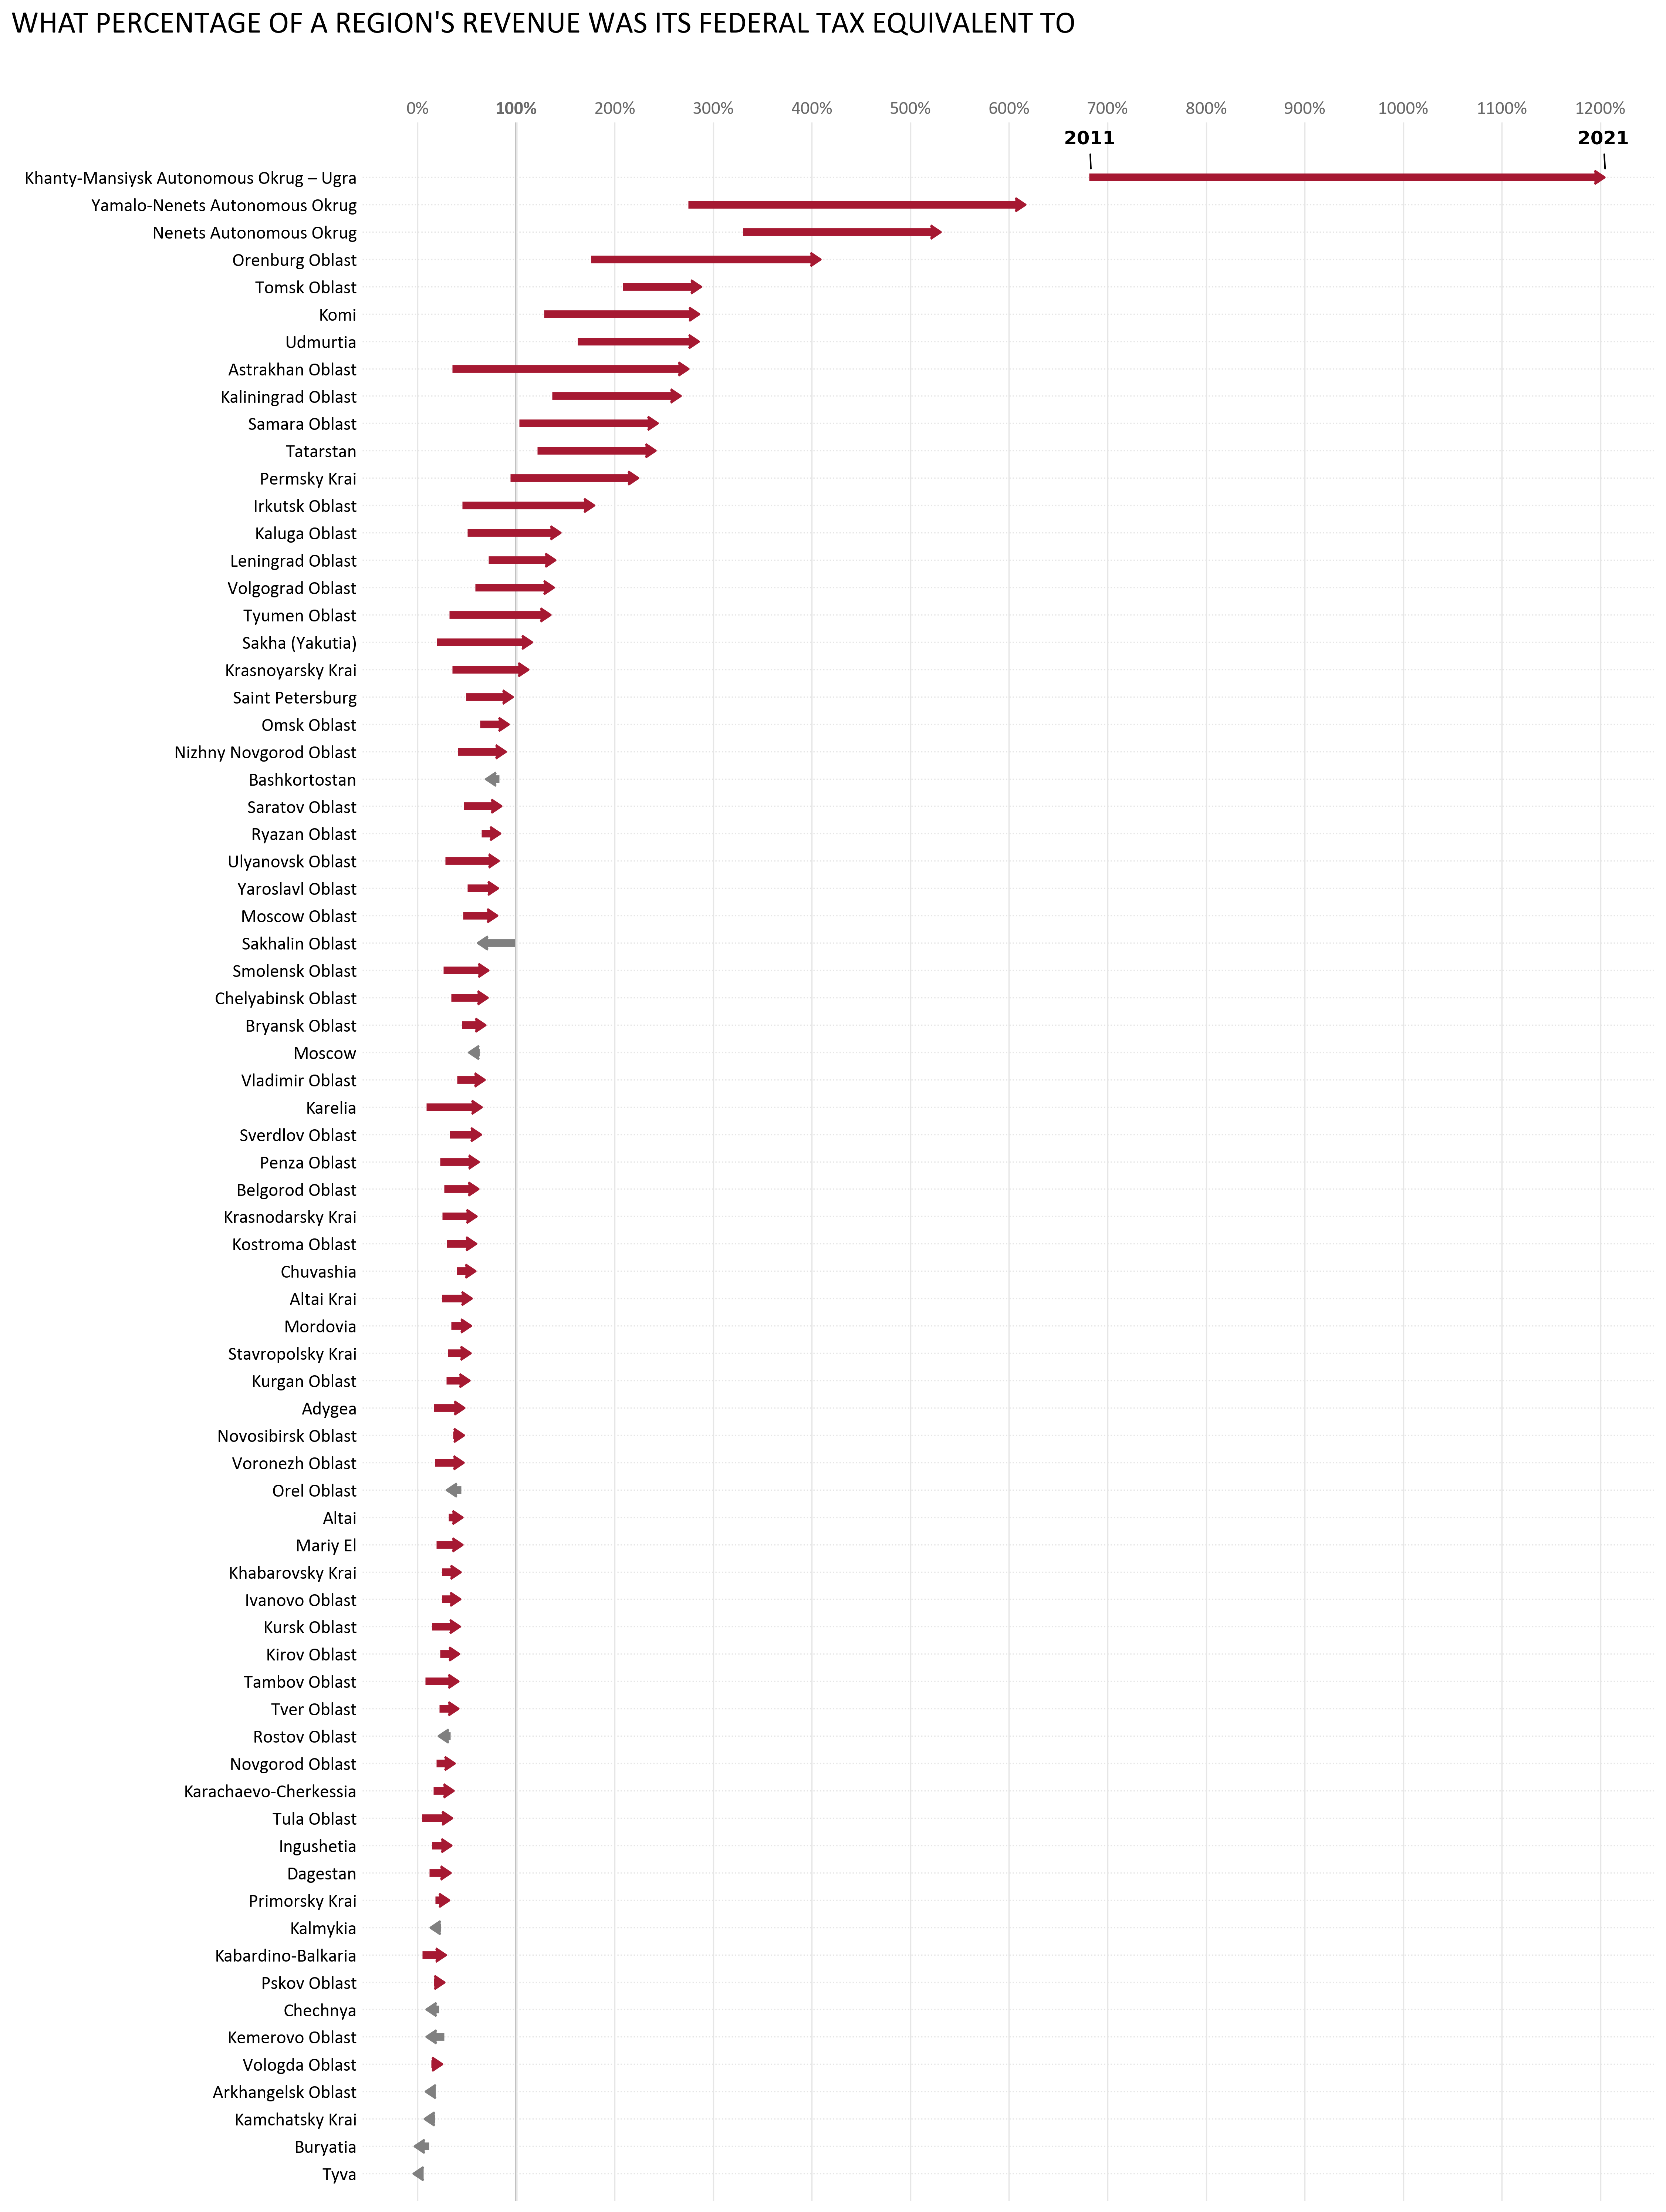 WHAT PERCENTAGE OF A REGION'S REVENUE WAS ITS FEDERAL TAX EQUIVALENT TO
0% 100% 200% 300% 400% 500% 600% 700% 800% 900% 1000% 1100% 1200%
2011 2021
Khanty-Mansiysk Autonomous Okrug – Ugra
Yamalo-Nenets Autonomous Okrug
Nenets Autonomous Okrug
Orenburg Oblast
Tomsk Oblast
Komi
Udmurtia
Astrakhan Oblast
Kaliningrad Oblast
Samara Oblast
Tatarstan
Permsky Krai
Irkutsk Oblast
Kaluga Oblast
Leningrad Oblast
Volgograd Oblast
Tyumen Oblast
Sakha (Yakutia)
Krasnoyarsky Krai
Saint Petersburg
Omsk Oblast
Nizhny Novgorod Oblast
Bashkortostan
Saratov Oblast
Ryazan Oblast
Ulyanovsk Oblast
Yaroslavl Oblast
Moscow Oblast
Sakhalin Oblast
Smolensk Oblast
Chelyabinsk Oblast
Bryansk Oblast
Moscow
Vladimir Oblast
Karelia
Sverdlov Oblast
Penza Oblast
Belgorod Oblast
Krasnodarsky Krai
Kostroma Oblast
Chuvashia
Altai Krai
Mordovia
Stavropolsky Krai
Kurgan Oblast
Adygea
Novosibirsk Oblast
Voronezh Oblast
Orel Oblast
Altai
Mariy El
Khabarovsky Krai
Ivanovo Oblast
Kursk Oblast
Kirov Oblast
Tambov Oblast
Tver Oblast
Rostov Oblast
Novgorod Oblast
Karachaevo-Cherkessia
Tula Oblast
Ingushetia
Dagestan
Primorsky Krai
Kalmykia
Kabardino-Balkaria
Pskov Oblast
Chechnya
Kemerovo Oblast
Vologda Oblast
Arkhangelsk Oblast
Kamchatsky Krai
Buryatia
Tyva